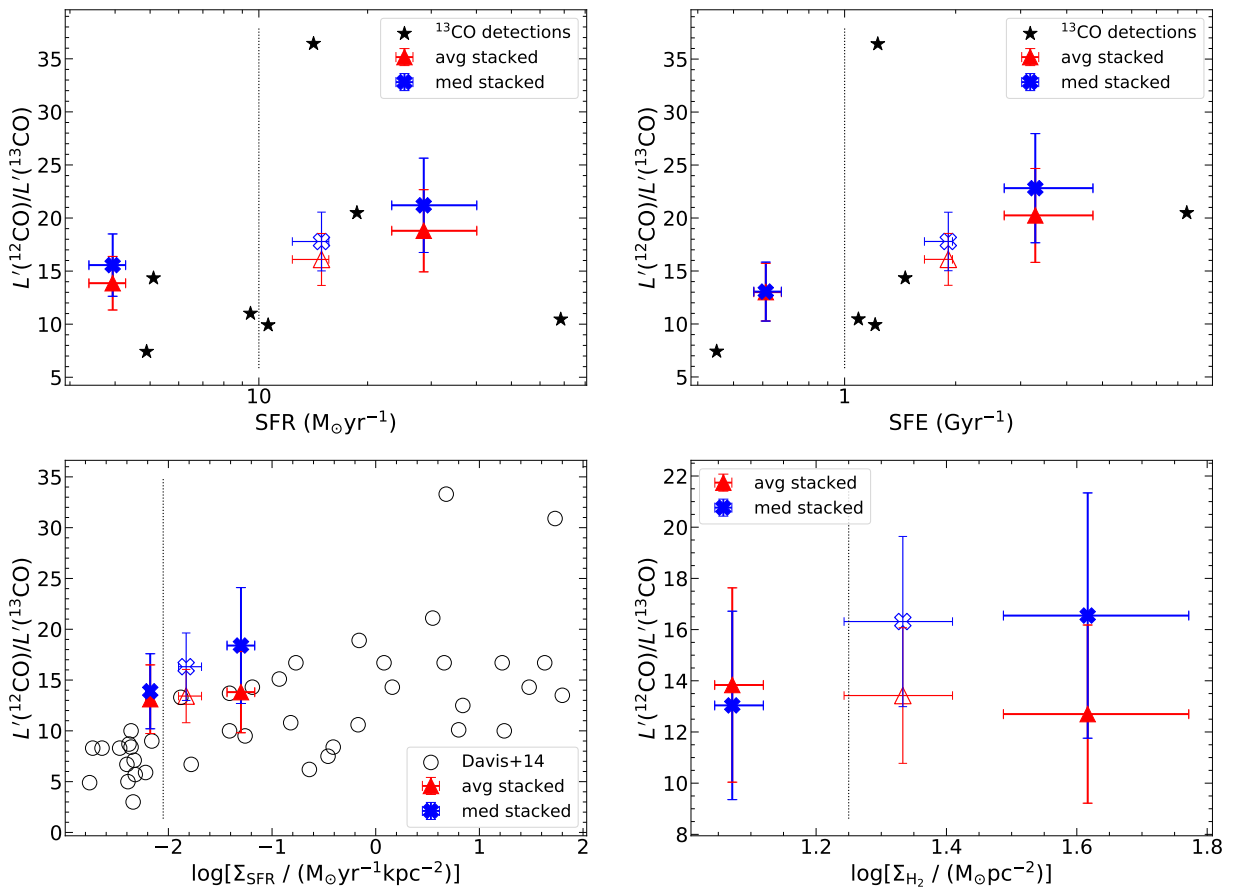 35
30
25
20
15
10
5
L′(¹²CO)/L′(¹³CO)
¹³CO detections
avg stacked
med stacked
10
SFR (M⊙yr⁻¹)
35
30
25
20
15
10
5
L′(¹²CO)/L′(¹³CO)
¹³CO detections
avg stacked
med stacked
1
SFE (Gyr⁻¹)
35
30
25
20
15
10
5
0
L′(¹²CO)/L′(¹³CO)
Davis+14
avg stacked
med stacked
−2
−1
0
1
2
log[Σ_SFR / (M⊙yr⁻¹kpc⁻²)]
22
20
18
16
14
12
10
8
L′(¹²CO)/L′(¹³CO)
avg stacked
med stacked
1.2
1.4
1.6
1.8
log[Σ_H₂ / (M⊙pc⁻²)]